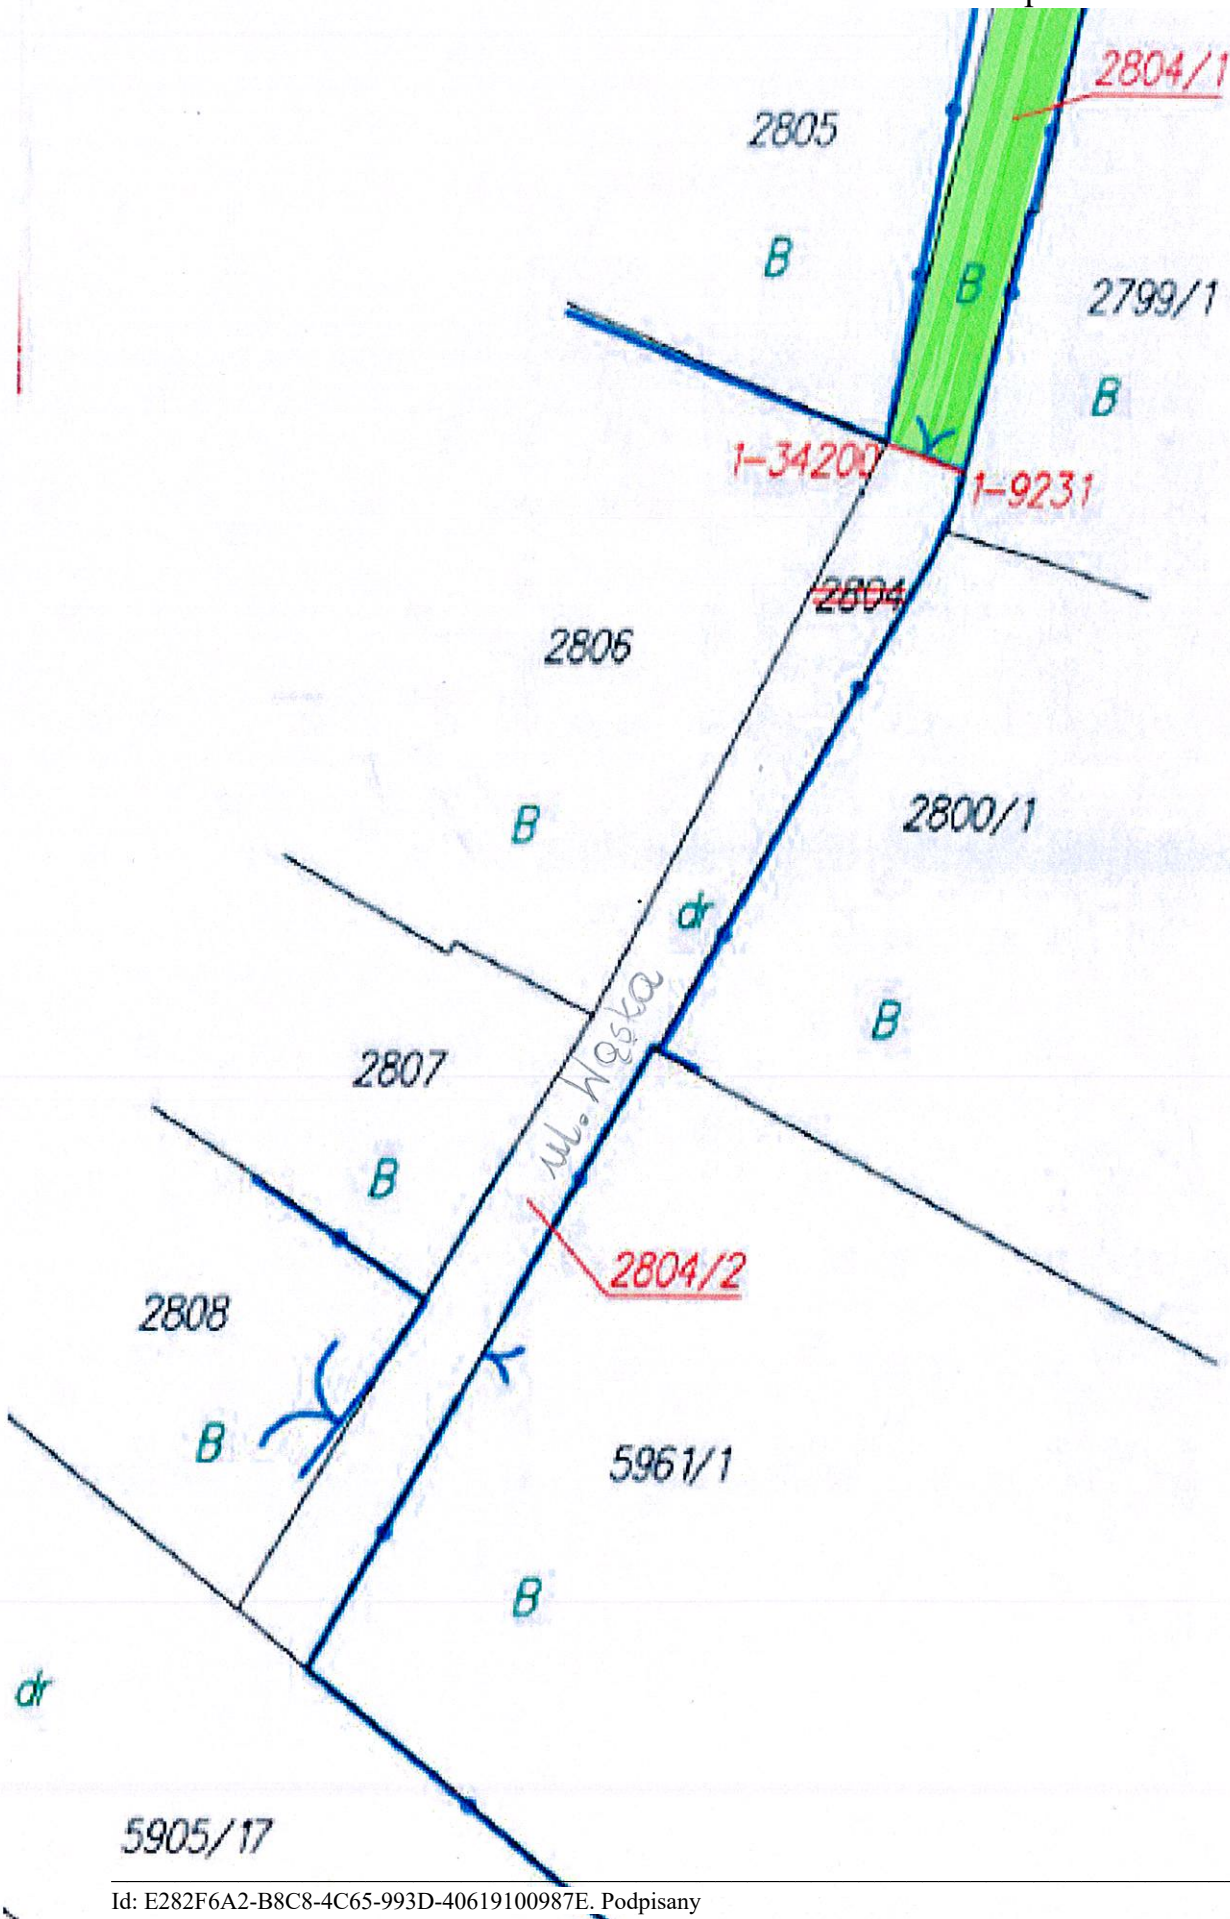 2804/1
2805
B
B
2799/1
B
1-34200
1-9231
2804
2806
B
2800/1
dr
B
ul. Wąska
2807
B
2804/2
2808
B
5961/1
B
dr
5905/17
Id: E282F6A2-B8C8-4C65-993D-40619100987E. Podpisany